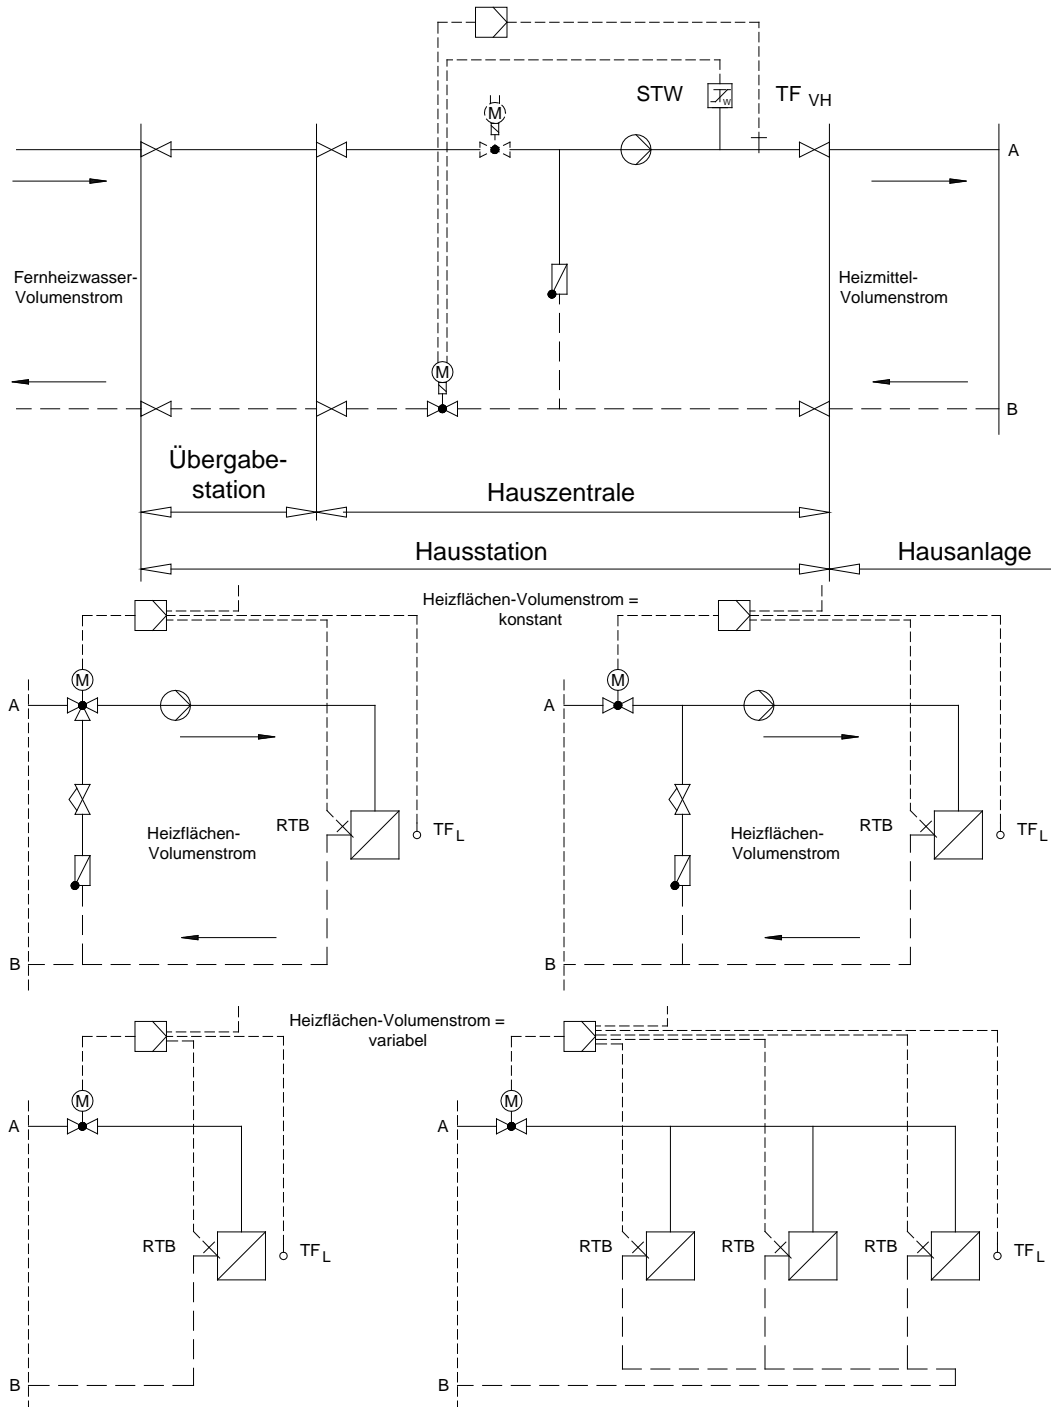 STW
TF VH
M
W
A
Fernheizwasser-
Volumenstrom
Heizmittel-
Volumenstrom
M
B
Übergabe-
station
Hauszentrale
Hausstation
Hausanlage
Heizflächen-Volumenstrom =
konstant
M
M
A
A
RTB
TF L
RTB
TF L
Heizflächen-
Volumenstrom
Heizflächen-
Volumenstrom
B
B
Heizflächen-Volumenstrom =
variabel
M
M
A
A
RTB
TF L
RTB
RTB
RTB
TF L
B
B